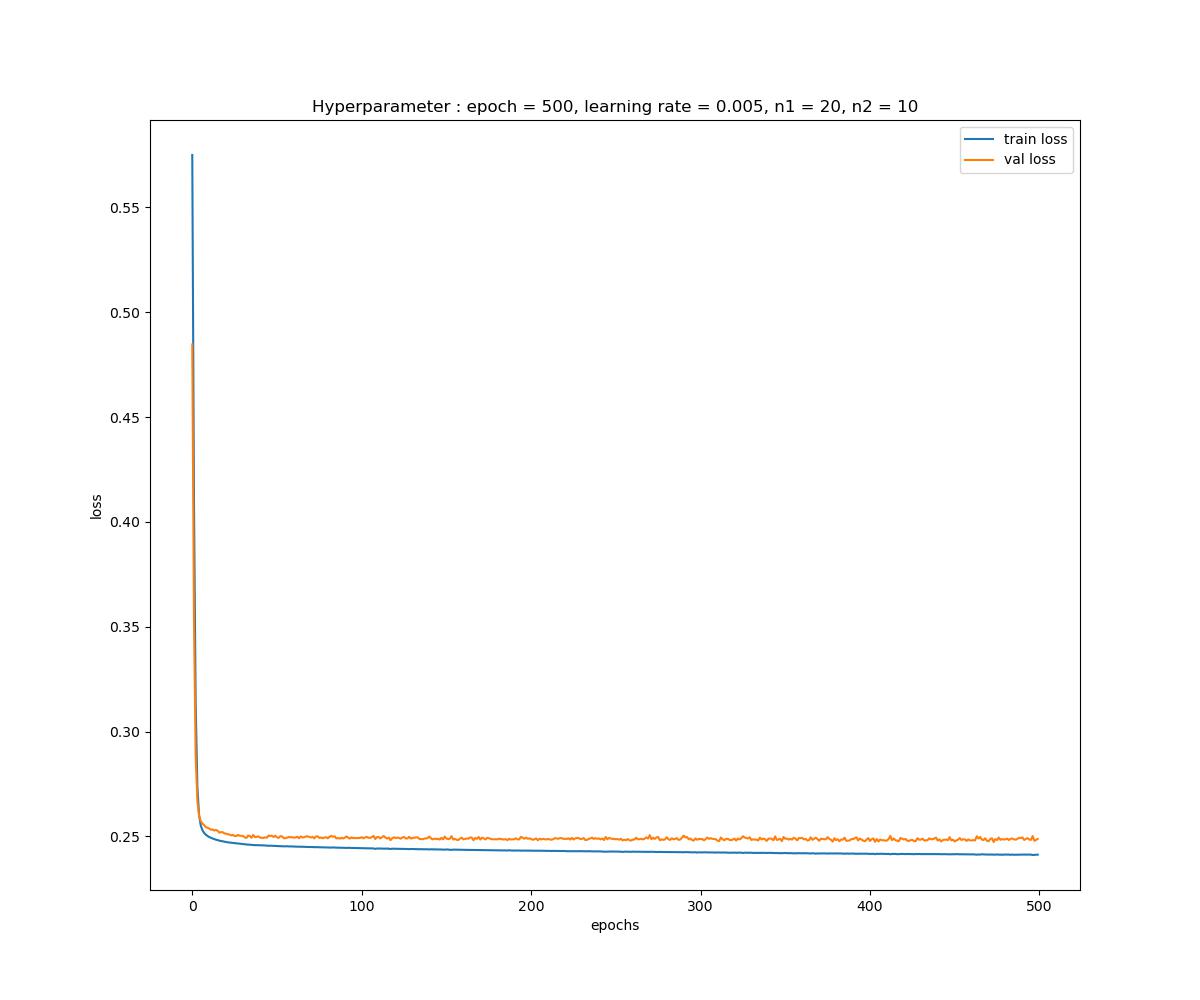 Hyperparameter : epoch = 500, learning rate = 0.005, n1 = 20, n2 = 10
train loss
val loss
0.55
0.50
0.45
0.40
0.35
0.30
0.25
loss
0 100 200 300 400 500
epochs